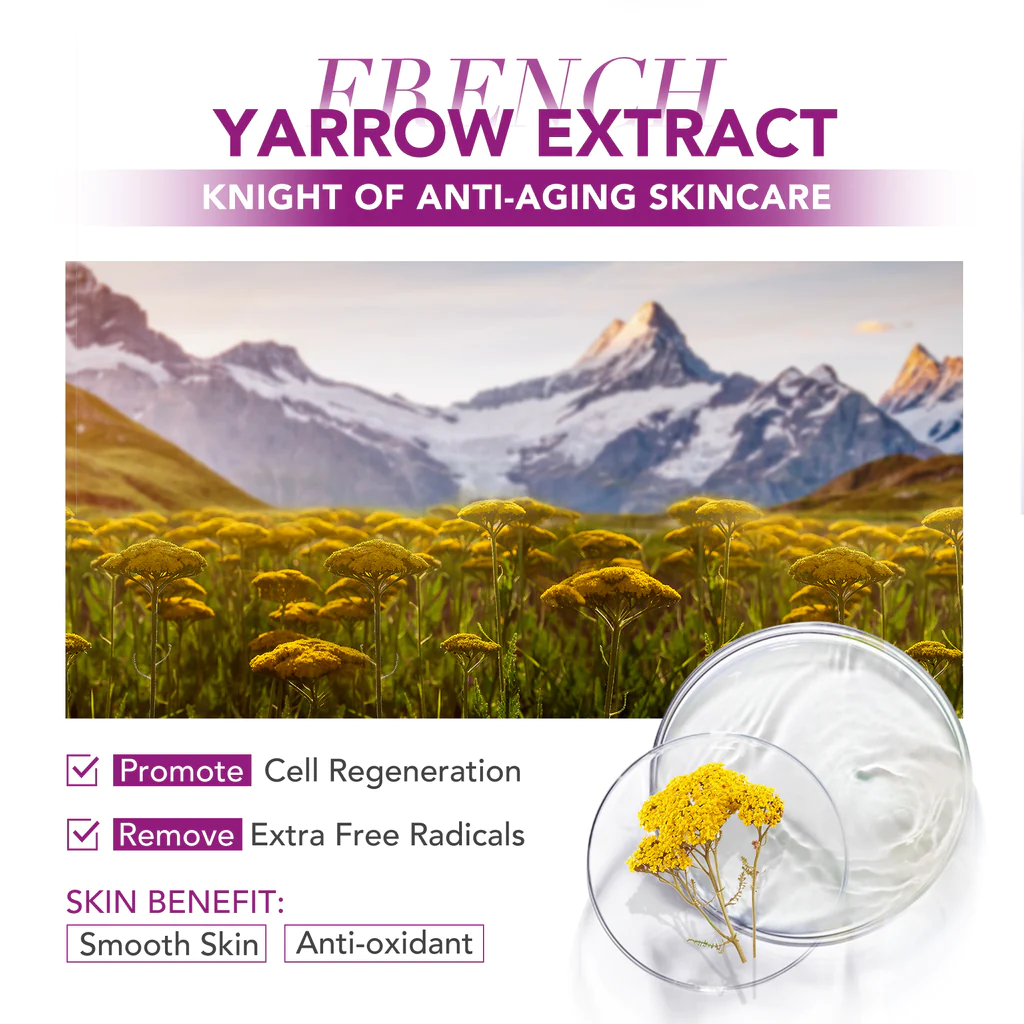 FRENCH
YARROW EXTRACT
KNIGHT OF ANTI-AGING SKINCARE
Promote Cell Regeneration
Remove Extra Free Radicals
SKIN BENEFIT:
Smooth Skin Anti-oxidant